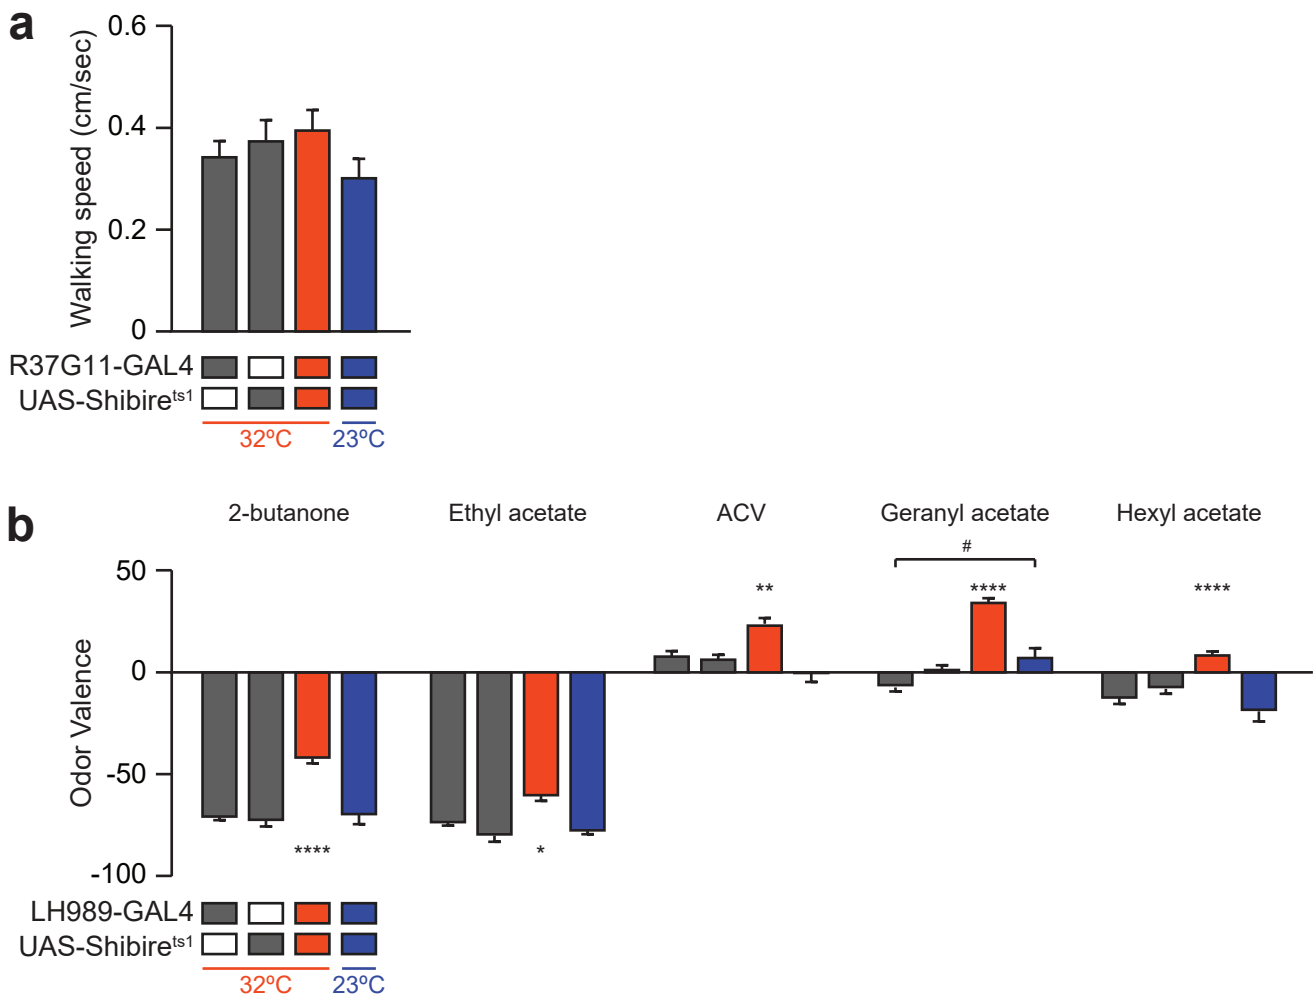 a
Walking speed (cm/sec)
0.6
0.4
0.2
0
R37G11-GAL4
UAS-Shibire^ts1
32ºC 23ºC
b
2-butanone Ethyl acetate ACV Geranyl acetate Hexyl acetate
#
** **** ****
Odor Valence
50
0
-50
-100
**** *
LH989-GAL4
UAS-Shibire^ts1
32ºC 23ºC